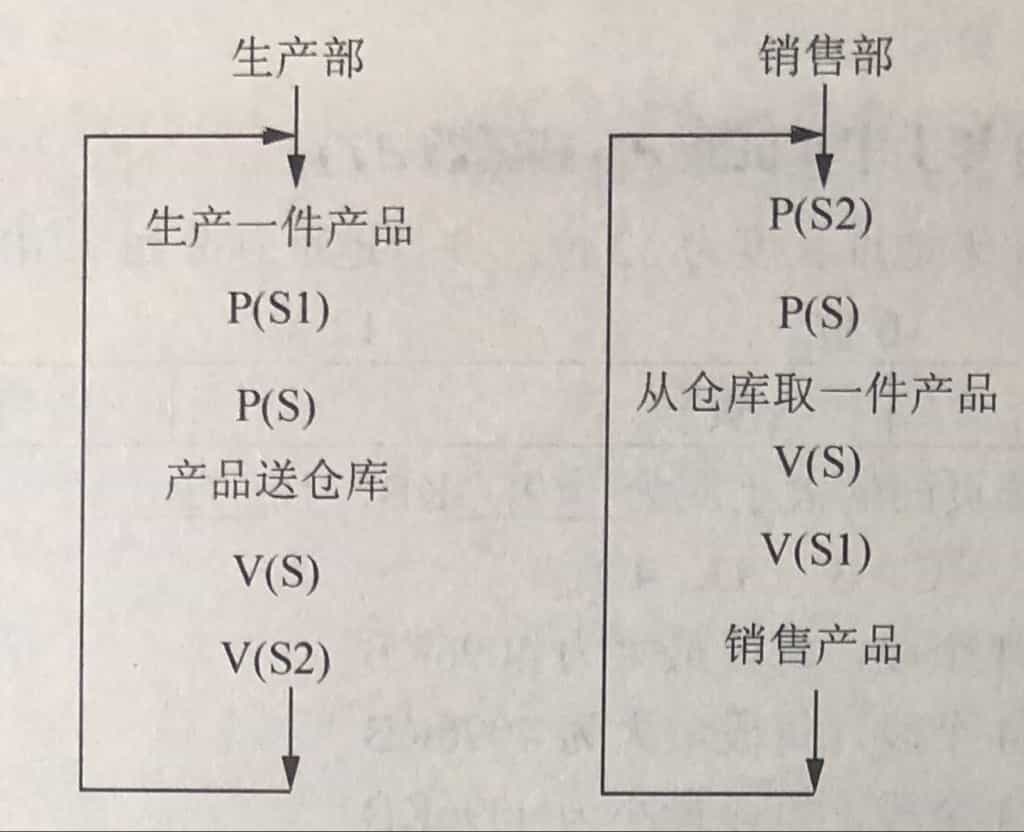 生产部
生产一件产品
P(S1)
P(S)
产品送仓库
V(S)
V(S2)
销售部
P(S2)
P(S)
从仓库取一件产品
V(S)
V(S1)
销售产品